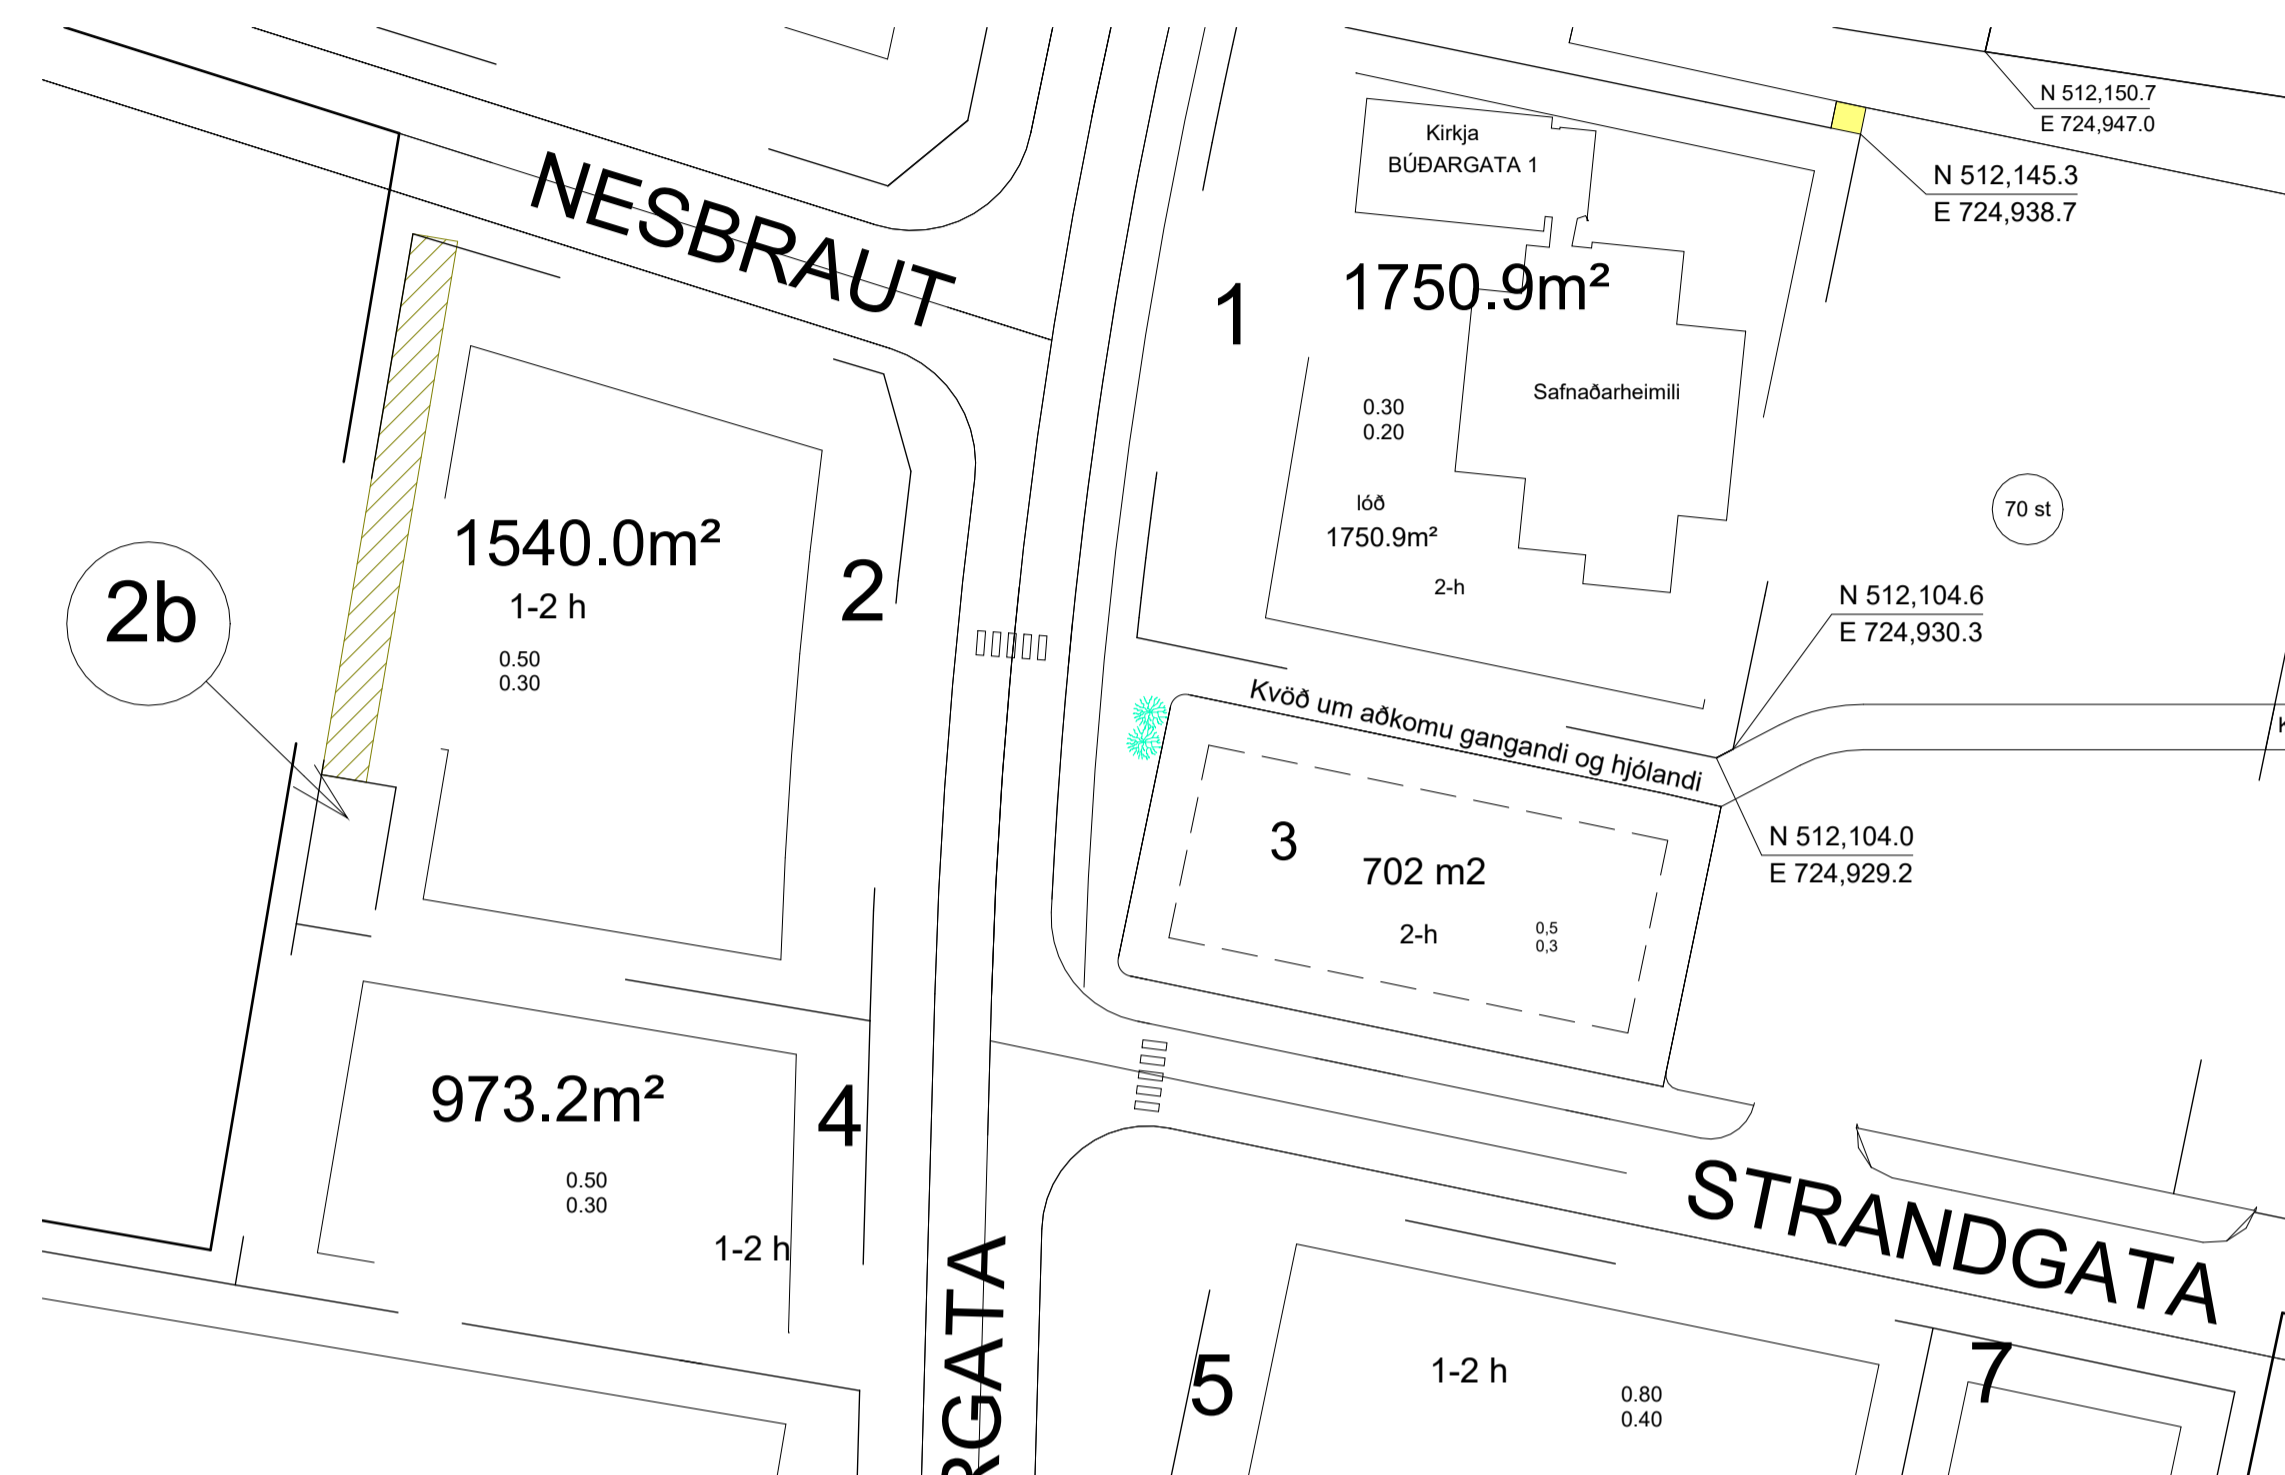 N 512,150.7
E 724,947.0
Kirkja
BÚÐARGATA 1
N 512,145.3
E 724,938.7
NESBRAUT
1
1750.9m²
Safnaðarheimili
0.30
0.20
lóð
1750.9m²
2-h
70 st
1540.0m²
1-2 h
0.50
0.30
2
2b
N 512,104.6
E 724,930.3
Kvöð um aðkomu gangandi og hjólandi
N 512,104.0
E 724,929.2
3
702 m2
2-h
0,5
0,3
973.2m²
4
0.50
0.30
1-2 h
STRANDGATA
RGATA
5
1-2 h
0.80
0.40
7